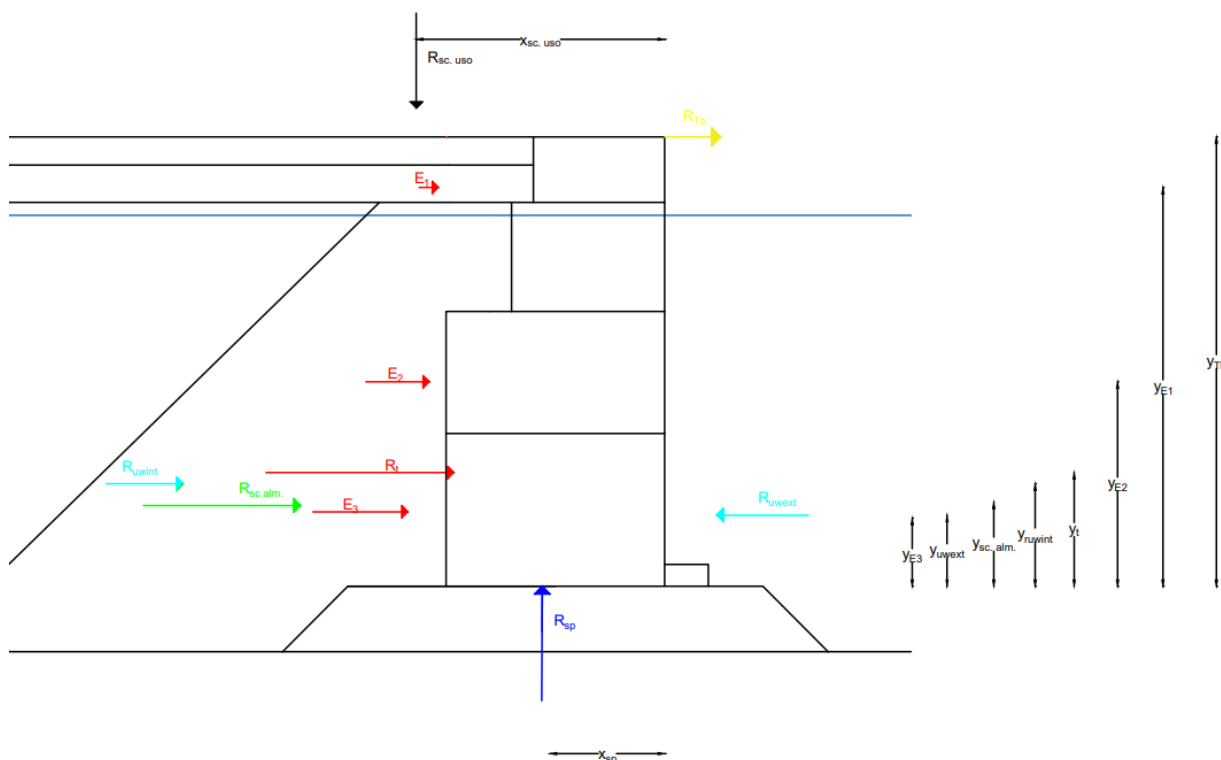 xsc. uso
Rsc. uso
RTb
E1
yTb
yE1
E2
Rt
Ruwint
Rsc alm.
E3
Ruwext
yE2
yt
yruwint
ysc. alm.
yuwext
yE3
Rsp
xsp